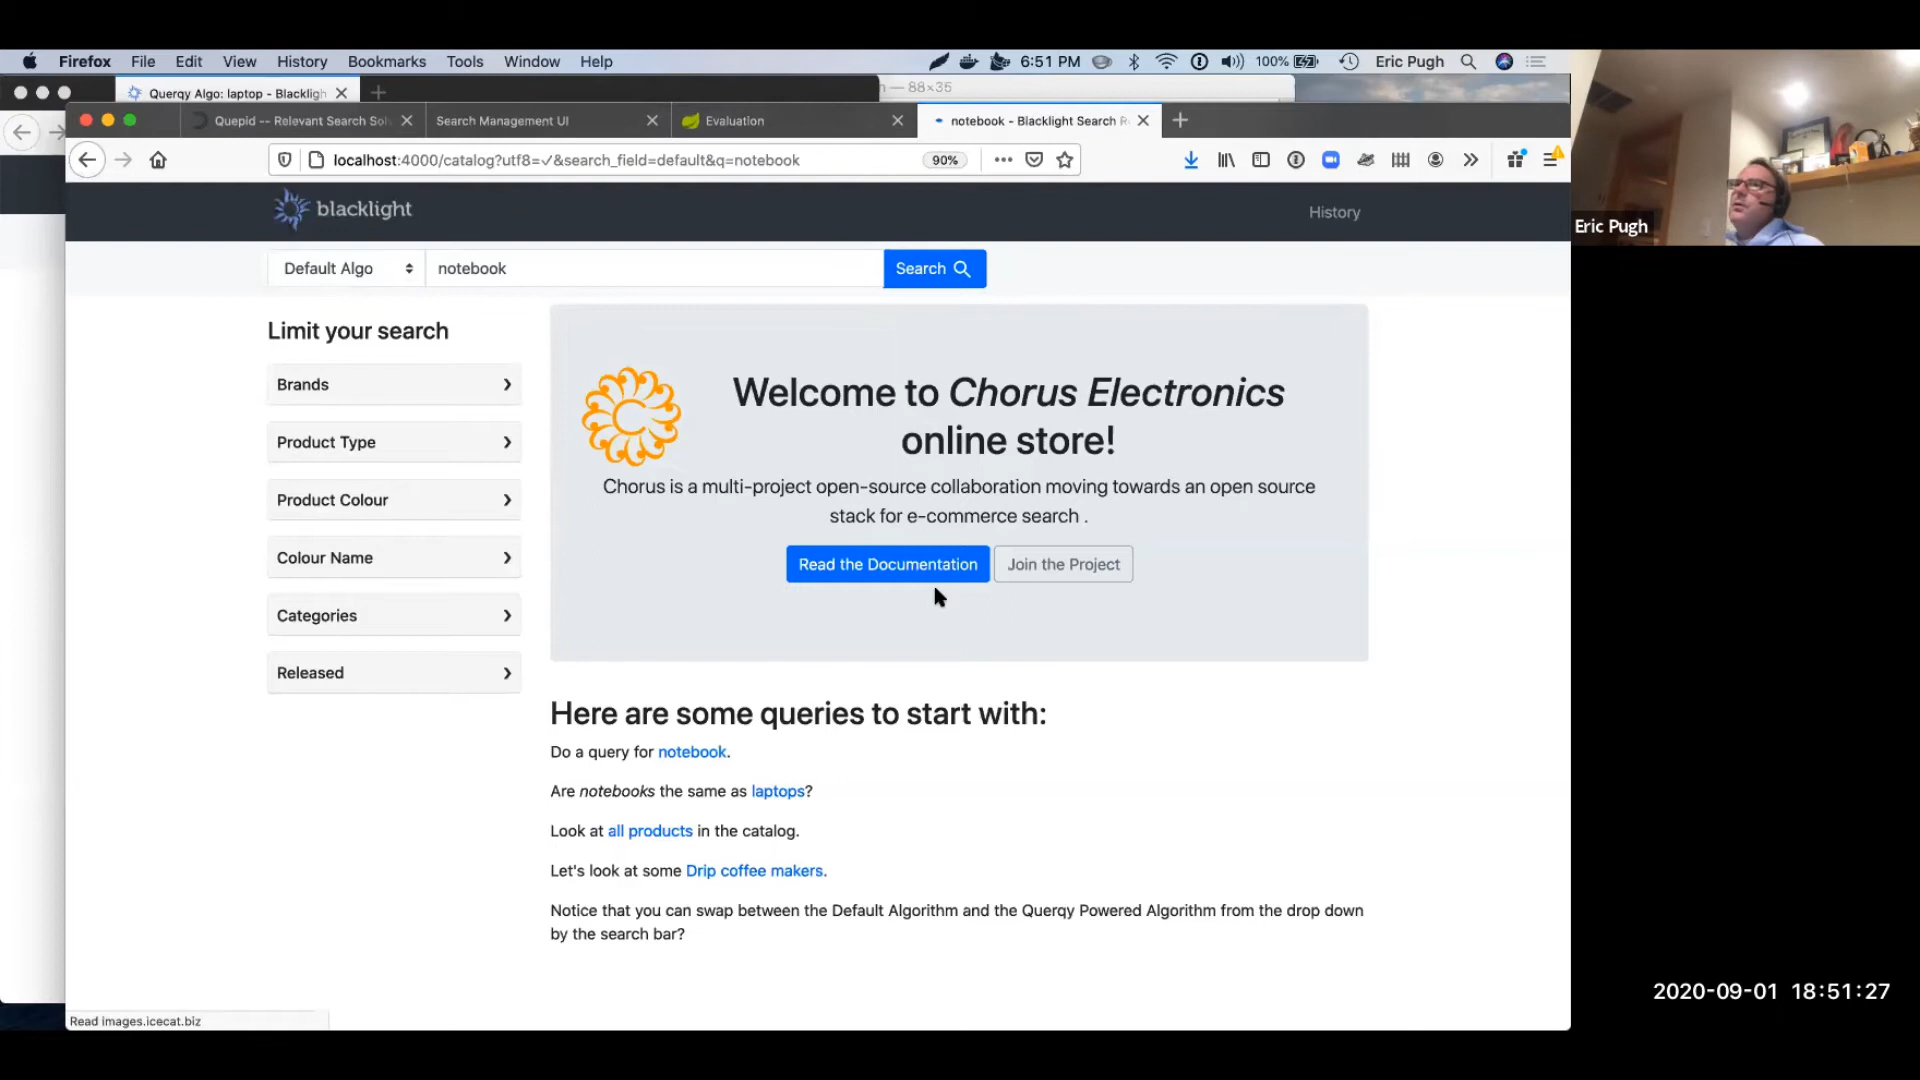 Firefox File Edit View History Bookmarks Tools Window Help 6:51 PM 100% Eric Pugh
Querqy Algo: laptop - Blackligh
— 88×35
Quepid -- Relevant Search Sol
Search Management UI
Evaluation
notebook - Blacklight Search R
localhost:4000/catalog?utf8=✓&search_field=default&q=notebook
90%
blacklight
History
Eric Pugh
Default Algo
notebook
Search
Limit your search
Brands
Product Type
Product Colour
Colour Name
Categories
Released
Welcome to Chorus Electronics
online store!
Chorus is a multi-project open-source collaboration moving towards an open source
stack for e-commerce search .
Read the Documentation
Join the Project
Here are some queries to start with:
Do a query for notebook.
Are notebooks the same as laptops?
Look at all products in the catalog.
Let's look at some Drip coffee makers.
Notice that you can swap between the Default Algorithm and the Querqy Powered Algorithm from the drop down
by the search bar?
2020-09-01 18:51:27
Read images.icecat.biz